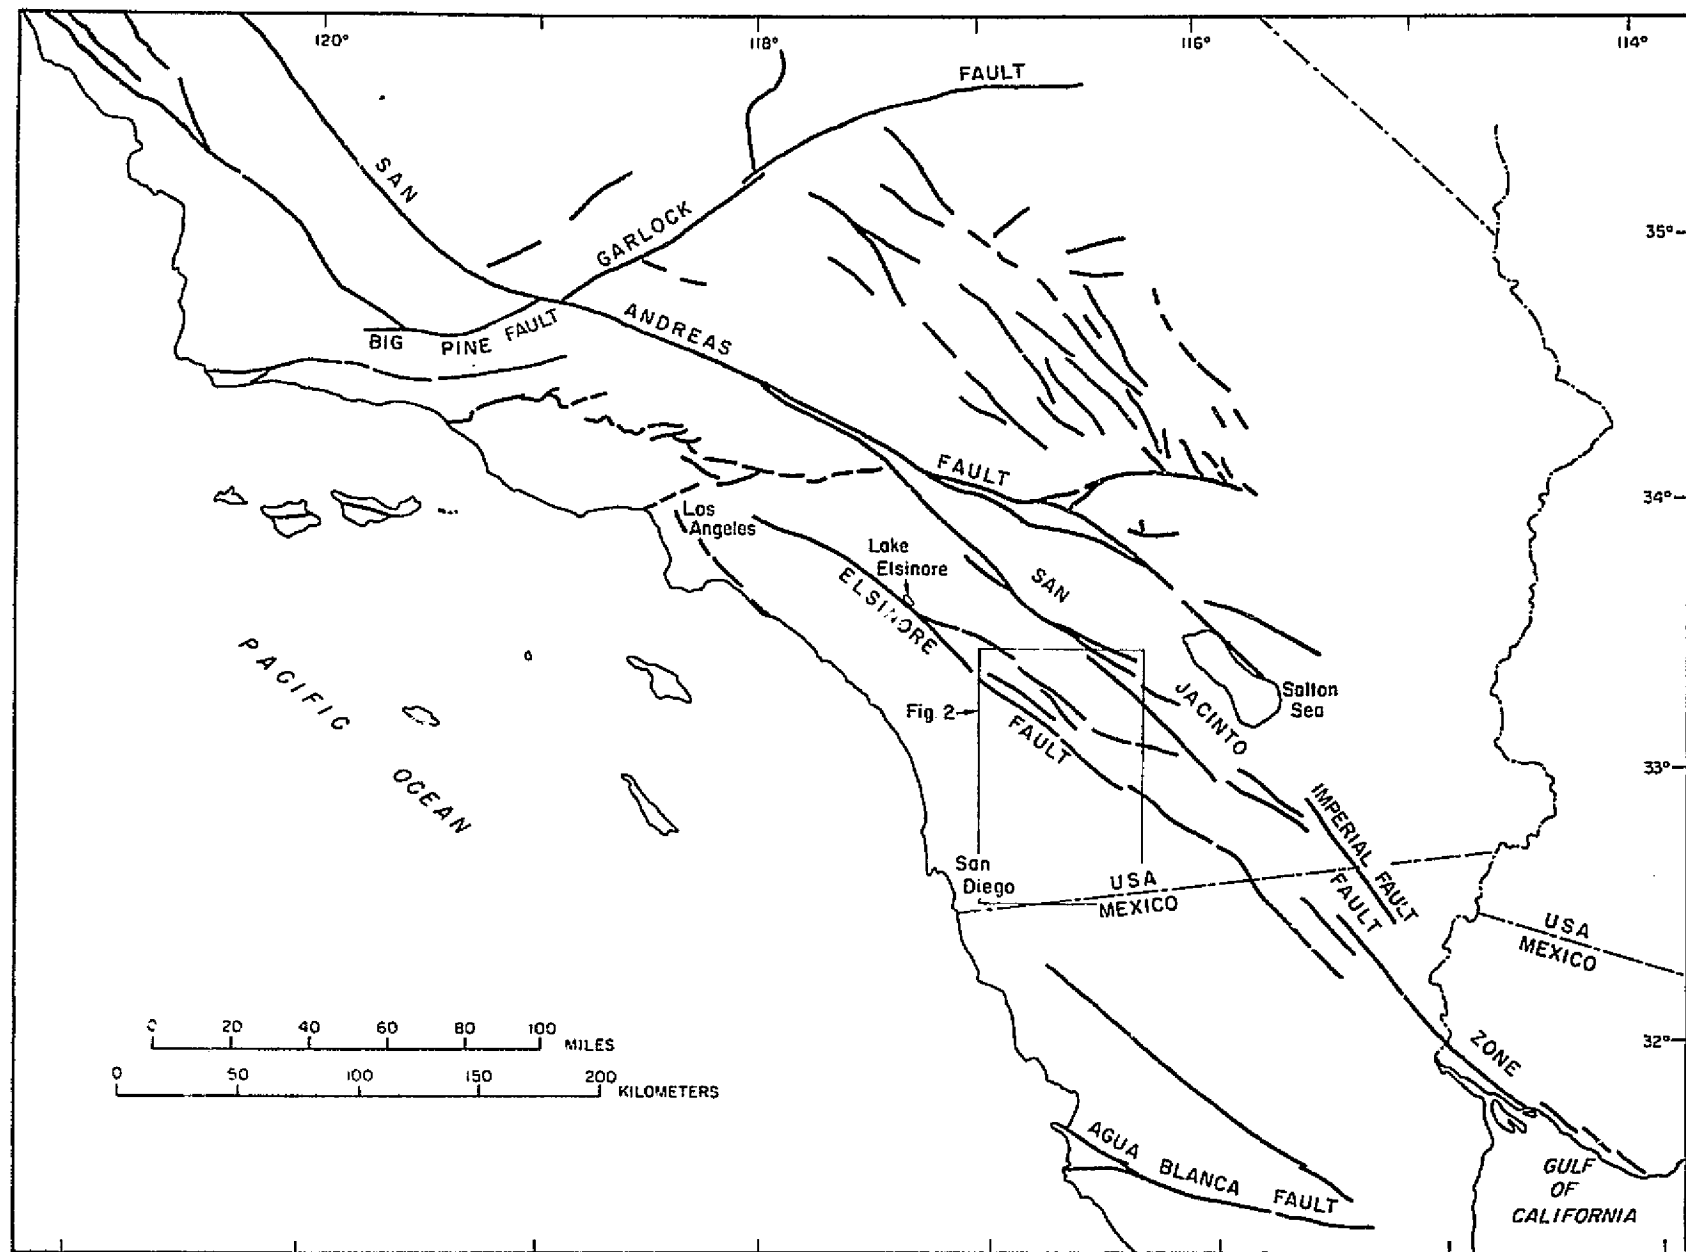 120°
118°
116°
114°
FAULT
SAN
GARLOCK
35°
ANDREAS
BIG PINE FAULT
FAULT
34°
Los
Angeles
Lake
Elsinore
SAN
ELSINORE
PACIFIC
OCEAN
Fig. 2
FAULT
JACINTO
Salton
Sea
33°
IMPERIAL FAULT
San
Diego
USA
MEXICO
FAULT
USA
MEXICO
0 20 40 60 80 100
MILES
0 50 100 150 200
KILOMETERS
ZONE
32°
AGUA BLANCA FAULT
GULF
OF
CALIFORNIA